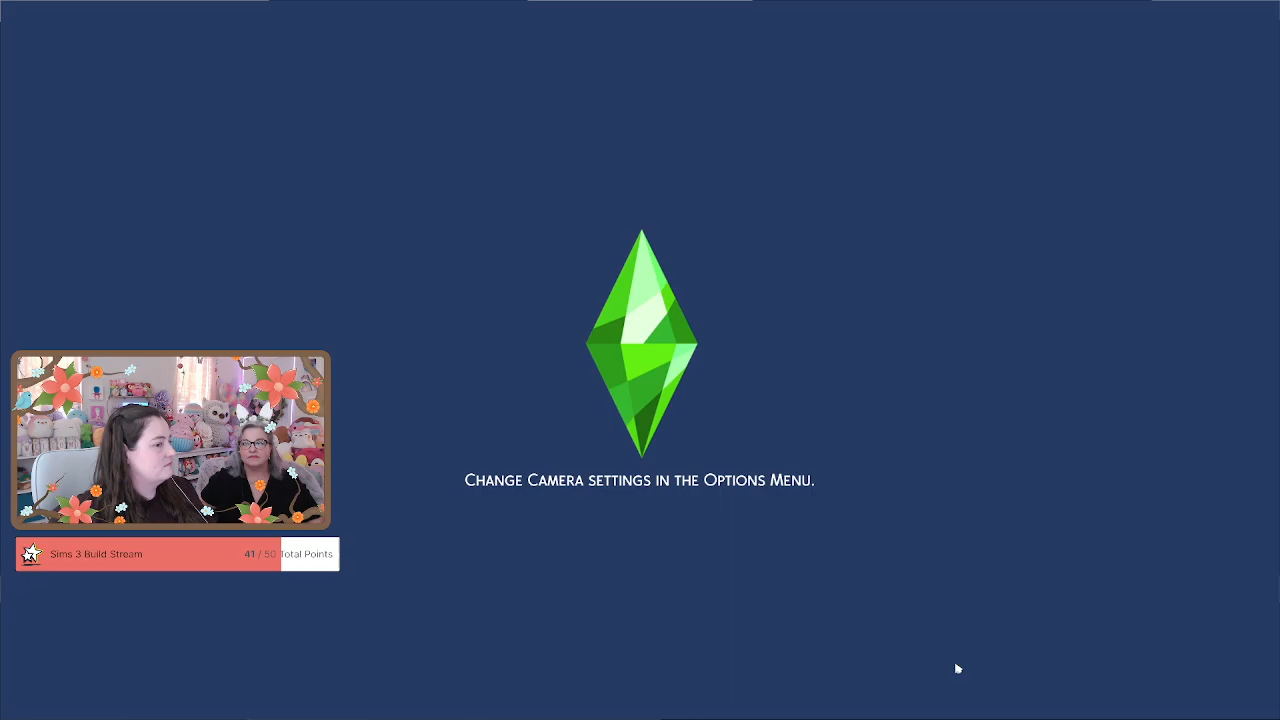 Change Camera settings in the Options Menu.
Sims 3 Build Stream 41 / 50 Total Points